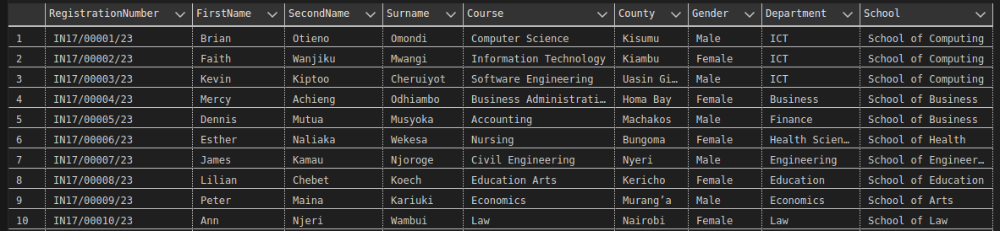 RegistrationNumber FirstName SecondName Surname Course County Gender Department School
1 IN17/00001/23 Brian Otieno Omondi Computer Science Kisumu Male ICT School of Computing
2 IN17/00002/23 Faith Wanjiku Mwangi Information Technology Kiambu Female ICT School of Computing
3 IN17/00003/23 Kevin Kiptoo Cheruiyot Software Engineering Uasin Gi… Male ICT School of Computing
4 IN17/00004/23 Mercy Achieng Odhiambo Business Administrati… Homa Bay Female Business School of Business
5 IN17/00005/23 Dennis Mutua Musyoka Accounting Machakos Male Finance School of Business
6 IN17/00006/23 Esther Naliaka Wekesa Nursing Bungoma Female Health Scien… School of Health
7 IN17/00007/23 James Kamau Njoroge Civil Engineering Nyeri Male Engineering School of Engineer…
8 IN17/00008/23 Lilian Chebet Koech Education Arts Kericho Female Education School of Education
9 IN17/00009/23 Peter Maina Kariuki Economics Murang’a Male Economics School of Arts
10 IN17/00010/23 Ann Njeri Wambui Law Nairobi Female Law School of Law